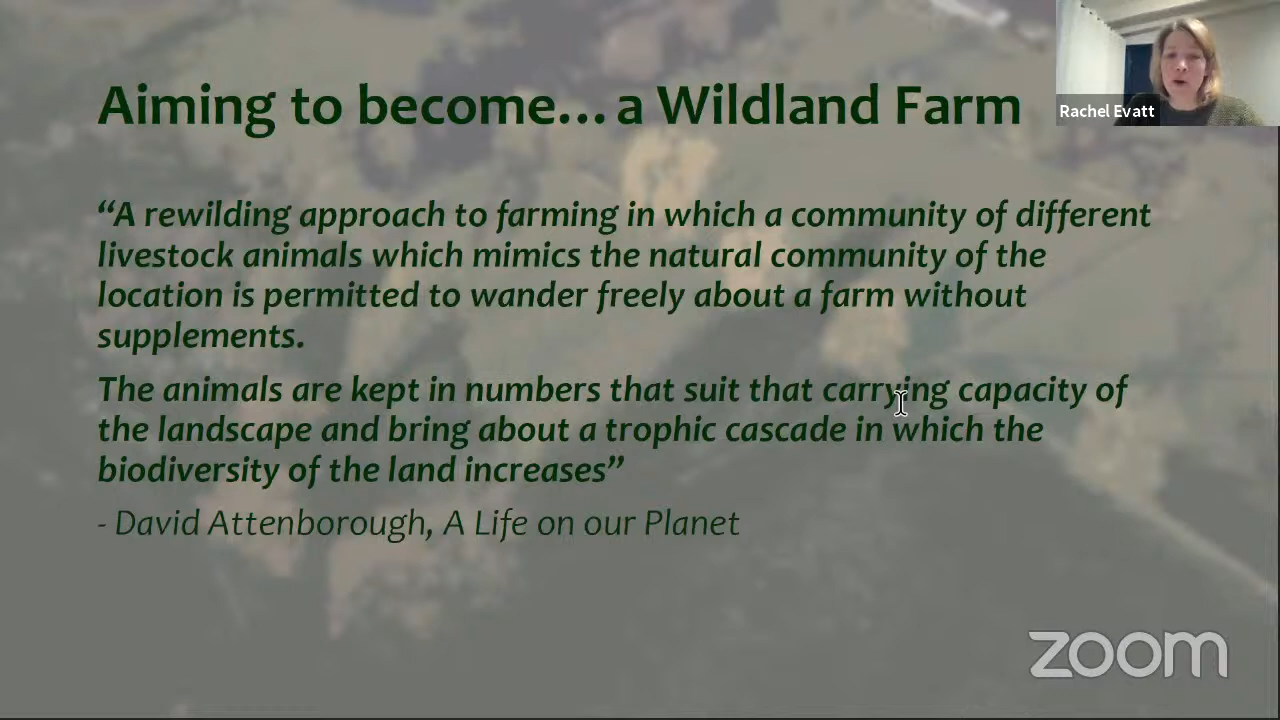 Aiming to become...a Wildland Farm
Rachel Evatt
“A rewilding approach to farming in which a community of different
livestock animals which mimics the natural community of the
location is permitted to wander freely about a farm without
supplements.
The animals are kept in numbers that suit that carrying capacity of
the landscape and bring about a trophic cascade in which the
biodiversity of the land increases”
- David Attenborough, A Life on our Planet
zoom